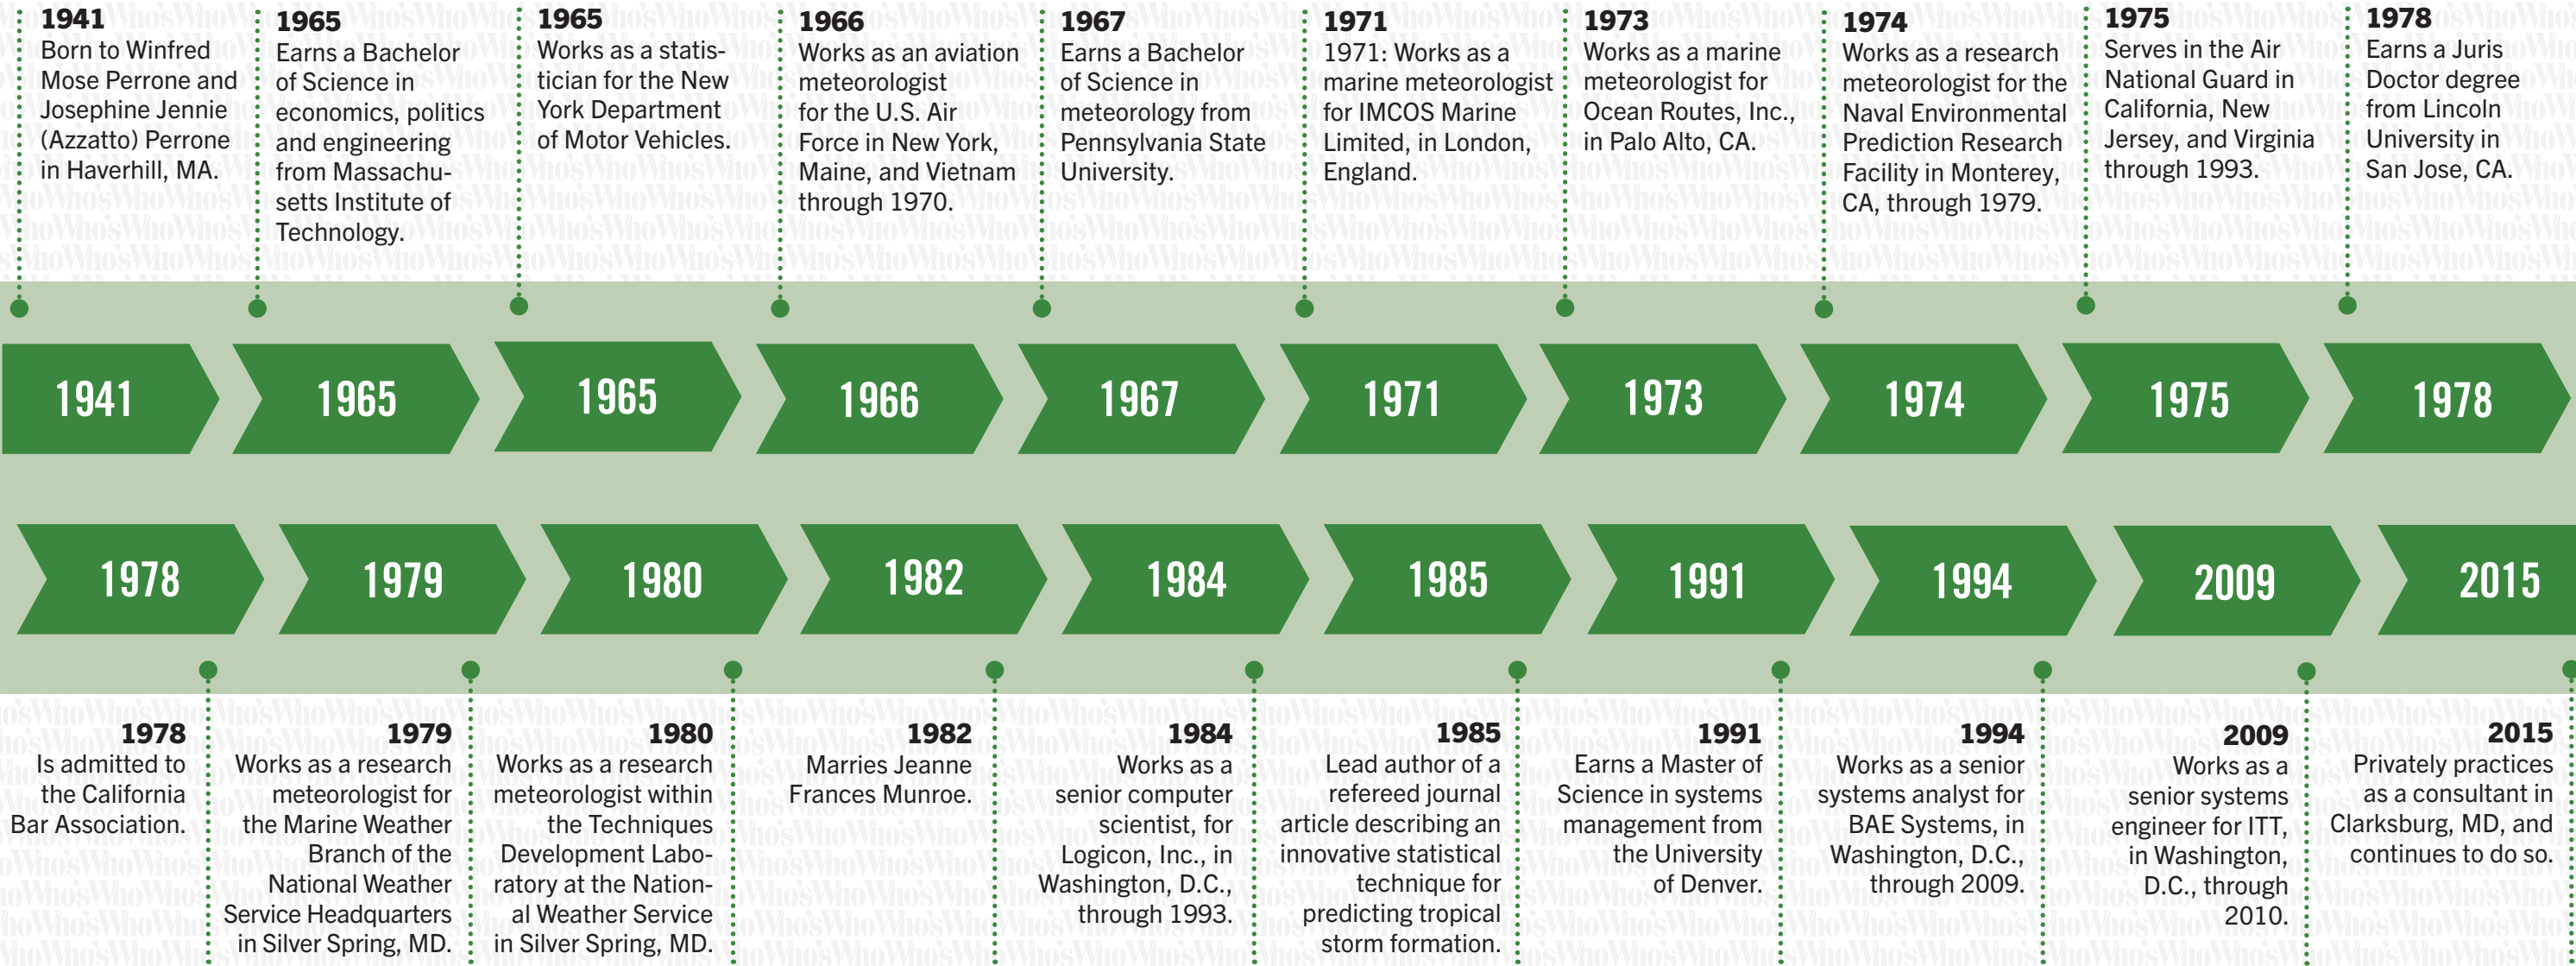 1941
Born to Winfred
Mose Perrone and
Josephine Jennie
(Azzatto) Perrone
in Haverhill, MA.
1965
Earns a Bachelor
of Science in
economics, politics
and engineering
from Massachu-
setts Institute of
Technology.
1965
Works as a statis-
tician for the New
York Department
of Motor Vehicles.
1966
Works as an aviation
meteorologist
for the U.S. Air
Force in New York,
Maine, and Vietnam
through 1970.
1967
Earns a Bachelor
of Science in
meteorology from
Pennsylvania State
University.
1971
1971: Works as a
marine meteorologist
for IMCOS Marine
Limited, in London,
England.
1973
Works as a marine
meteorologist for
Ocean Routes, Inc.,
in Palo Alto, CA.
1974
Works as a research
meteorologist for the
Naval Environmental
Prediction Research
Facility in Monterey,
CA, through 1979.
1975
Serves in the Air
National Guard in
California, New
Jersey, and Virginia
through 1993.
1978
Earns a Juris
Doctor degree
from Lincoln
University in
San Jose, CA.
1941
1965
1965
1966
1967
1971
1973
1974
1975
1978
1978
1979
1980
1982
1984
1985
1991
1994
2009
2015
1978
Is admitted to
the California
Bar Association.
1979
Works as a research
meteorologist for
the Marine Weather
Branch of the
National Weather
Service Headquarters
in Silver Spring, MD.
1980
Works as a research
meteorologist within
the Techniques
Development Labo-
ratory at the Nation-
al Weather Service
in Silver Spring, MD.
1982
Marries Jeanne
Frances Munroe.
1984
Works as a
senior computer
scientist, for
Logicon, Inc., in
Washington, D.C.,
through 1993.
1985
Lead author of a
refereed journal
article describing an
innovative statistical
technique for
predicting tropical
storm formation.
1991
Earns a Master of
Science in systems
management from
the University
of Denver.
1994
Works as a senior
systems analyst for
BAE Systems, in
Washington, D.C.,
through 2009.
2009
Works as a
senior systems
engineer for ITT,
in Washington,
D.C., through
2010.
2015
Privately practices
as a consultant in
Clarksburg, MD, and
continues to do so.